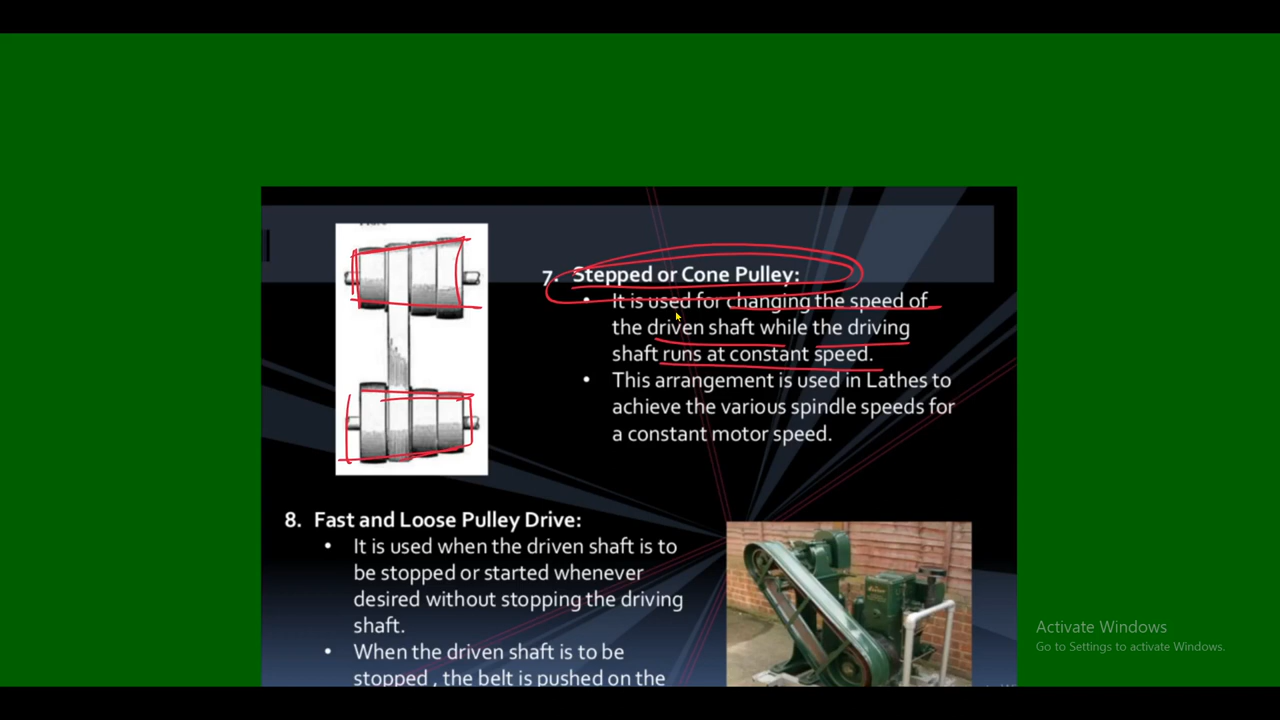 7. Stepped or Cone Pulley:
• It is used for changing the speed of
the driven shaft while the driving
shaft runs at constant speed.
• This arrangement is used in Lathes to
achieve the various spindle speeds for
a constant motor speed.
8. Fast and Loose Pulley Drive:
• It is used when the driven shaft is to
be stopped or started whenever
desired without stopping the driving
shaft.
• When the driven shaft is to be
stopped , the belt is pushed on the
Activate Windows
Go to Settings to activate Windows.